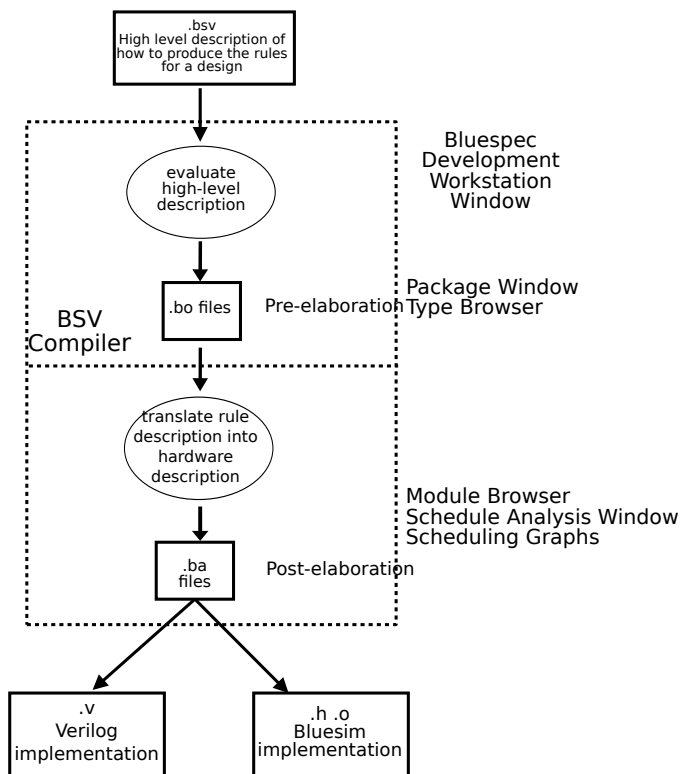 .bsv
High level description of
how to produce the rules
for a design
Bluespec
Development
Workstation
Window
evaluate
high-level
description
.bo files
Pre-elaboration
Package Window
Type Browser
BSV
Compiler
translate rule
description into
hardware
description
Module Browser
Schedule Analysis Window
Scheduling Graphs
.ba
files
Post-elaboration
.v
Verilog
implementation
.h .o
Bluesim
implementation